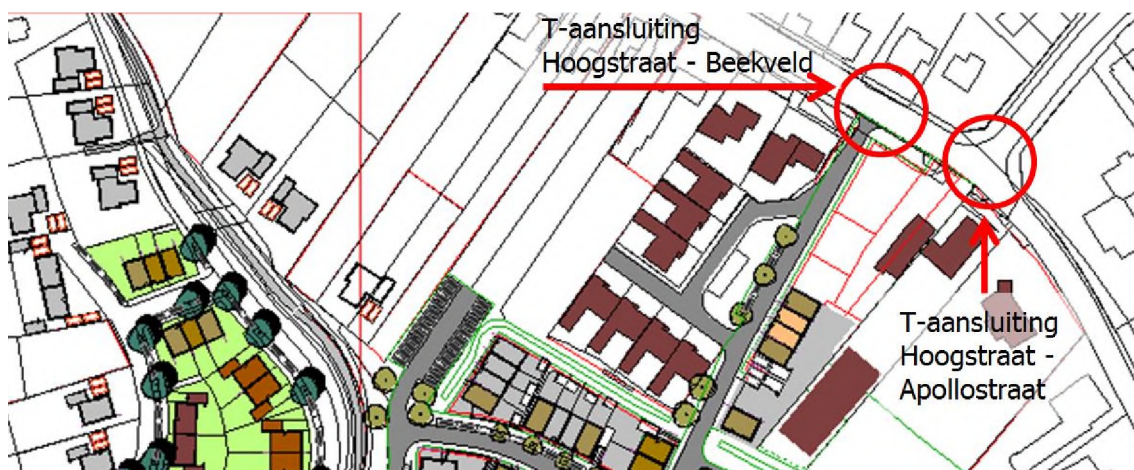 T-aansluiting
Hoogstraat - Beekveld
T-aansluiting
Hoogstraat -
Apollostraat